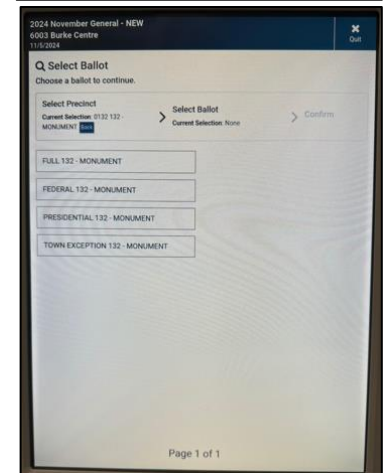 2024 November General - NEW
6003 Burke Centre
11/5/2024
Quit
Select Ballot
Choose a ballot to continue.
Select Precinct
Current Selection: 0132 132 -
MONUMENT Back
Select Ballot
Current Selection: None
Confirm
FULL 132 - MONUMENT
FEDERAL 132 - MONUMENT
PRESIDENTIAL 132 - MONUMENT
TOWN EXCEPTION 132 - MONUMENT
Page 1 of 1